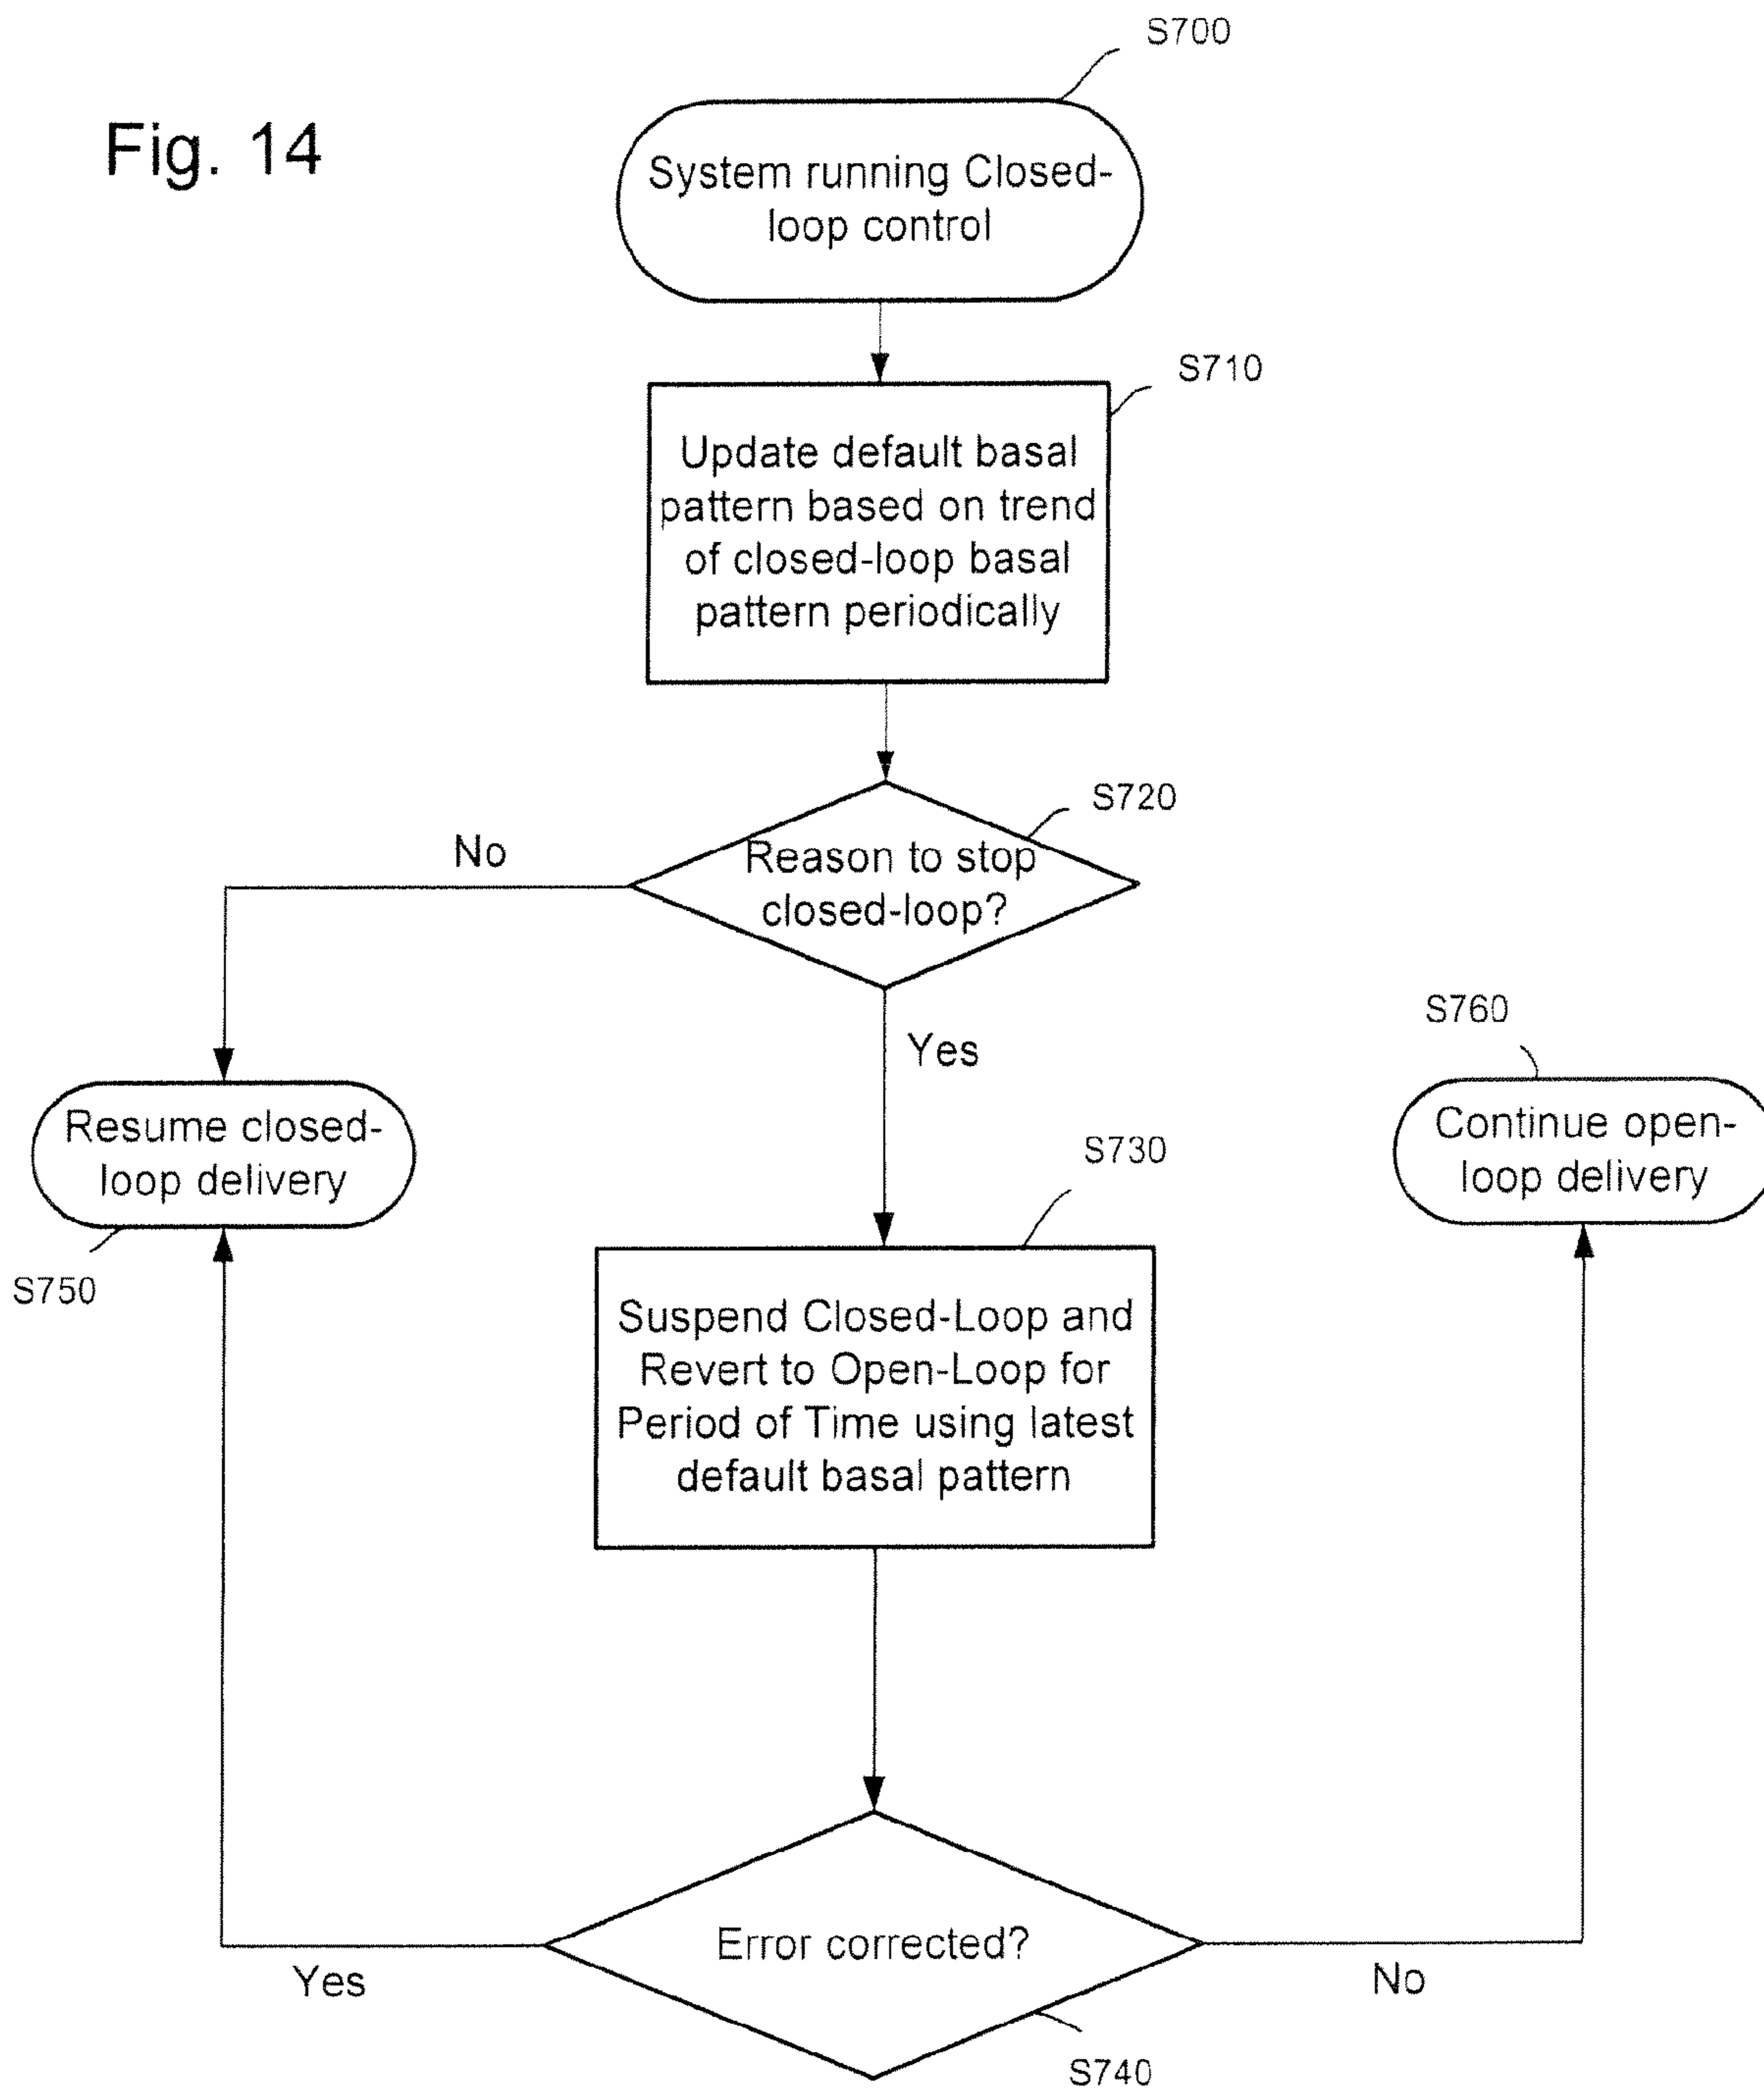 S700
Fig. 14
System running Closed-
loop control
S710
Update default basal
pattern based on trend
of closed-loop basal
pattern periodically
S720
No
Reason to stop
closed-loop?
Yes
S760
Resume closed-
loop delivery
Continue open-
loop delivery
S730
S750
Suspend Closed-Loop and
Revert to Open-Loop for
Period of Time using latest
default basal pattern
Error corrected?
Yes
No
S740